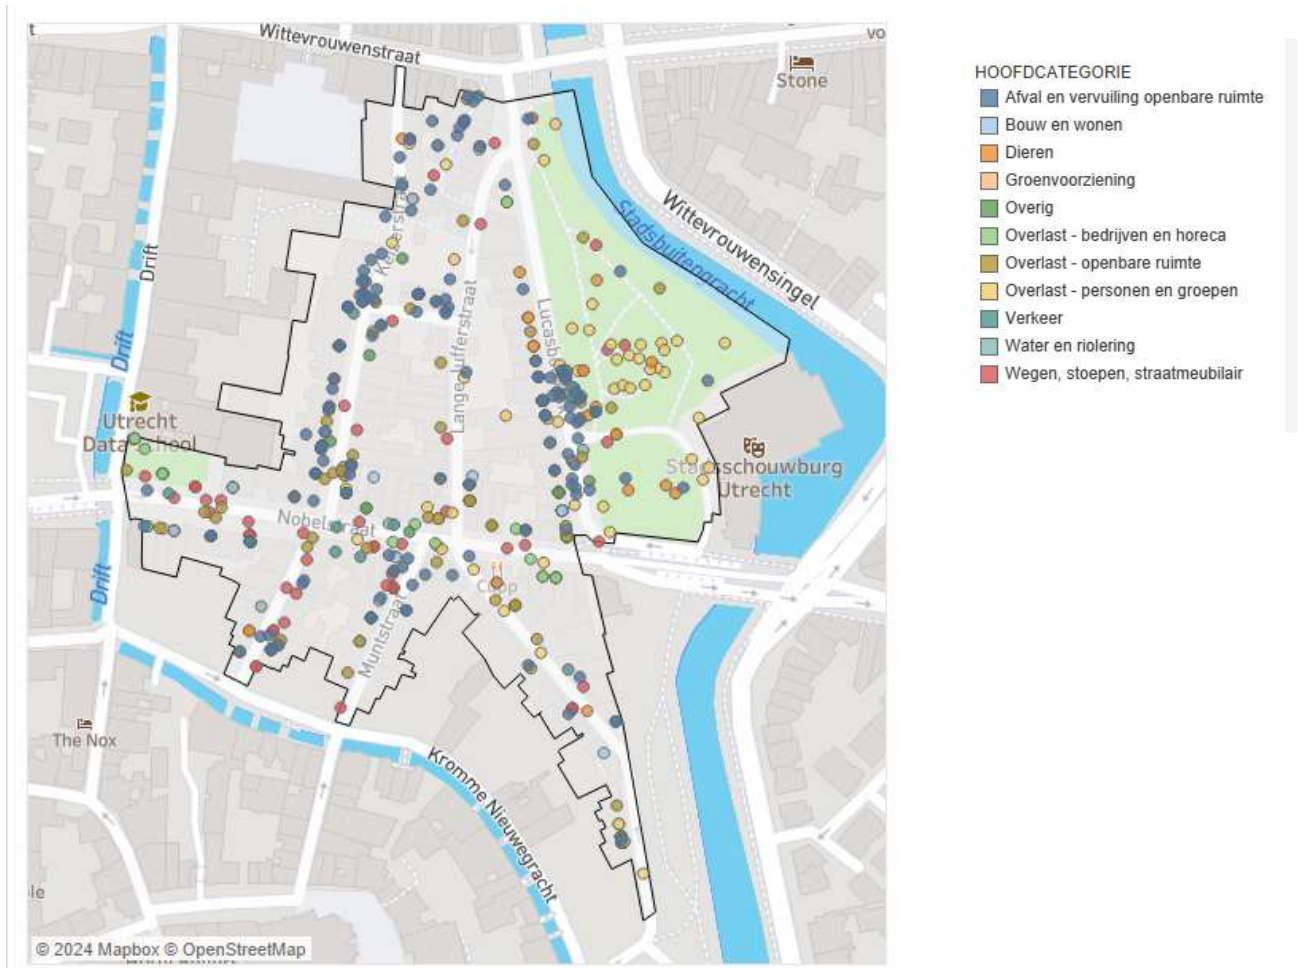 t
Wittevrouwenstraat
vo
Stone
HOOFDCATEGORIE
Afval en vervuiling openbare ruimte
Bouw en wonen
Dieren
Groenvoorziening
Overig
Overlast - bedrijven en horeca
Overlast - openbare ruimte
Overlast - personen en groepen
Verkeer
Water en riolering
Wegen, stoepen, straatmeubilair
Wittevrouwensingel
Stadsbuitengracht
Drift
Drift
Lange Jufferstraat
Utrecht
Data School
Stadsschouwburg
Utrecht
Nobelstraat
Drift
Muntstraat
The Nox
Kromme Nieuwegracht
© 2024 Mapbox © OpenStreetMap